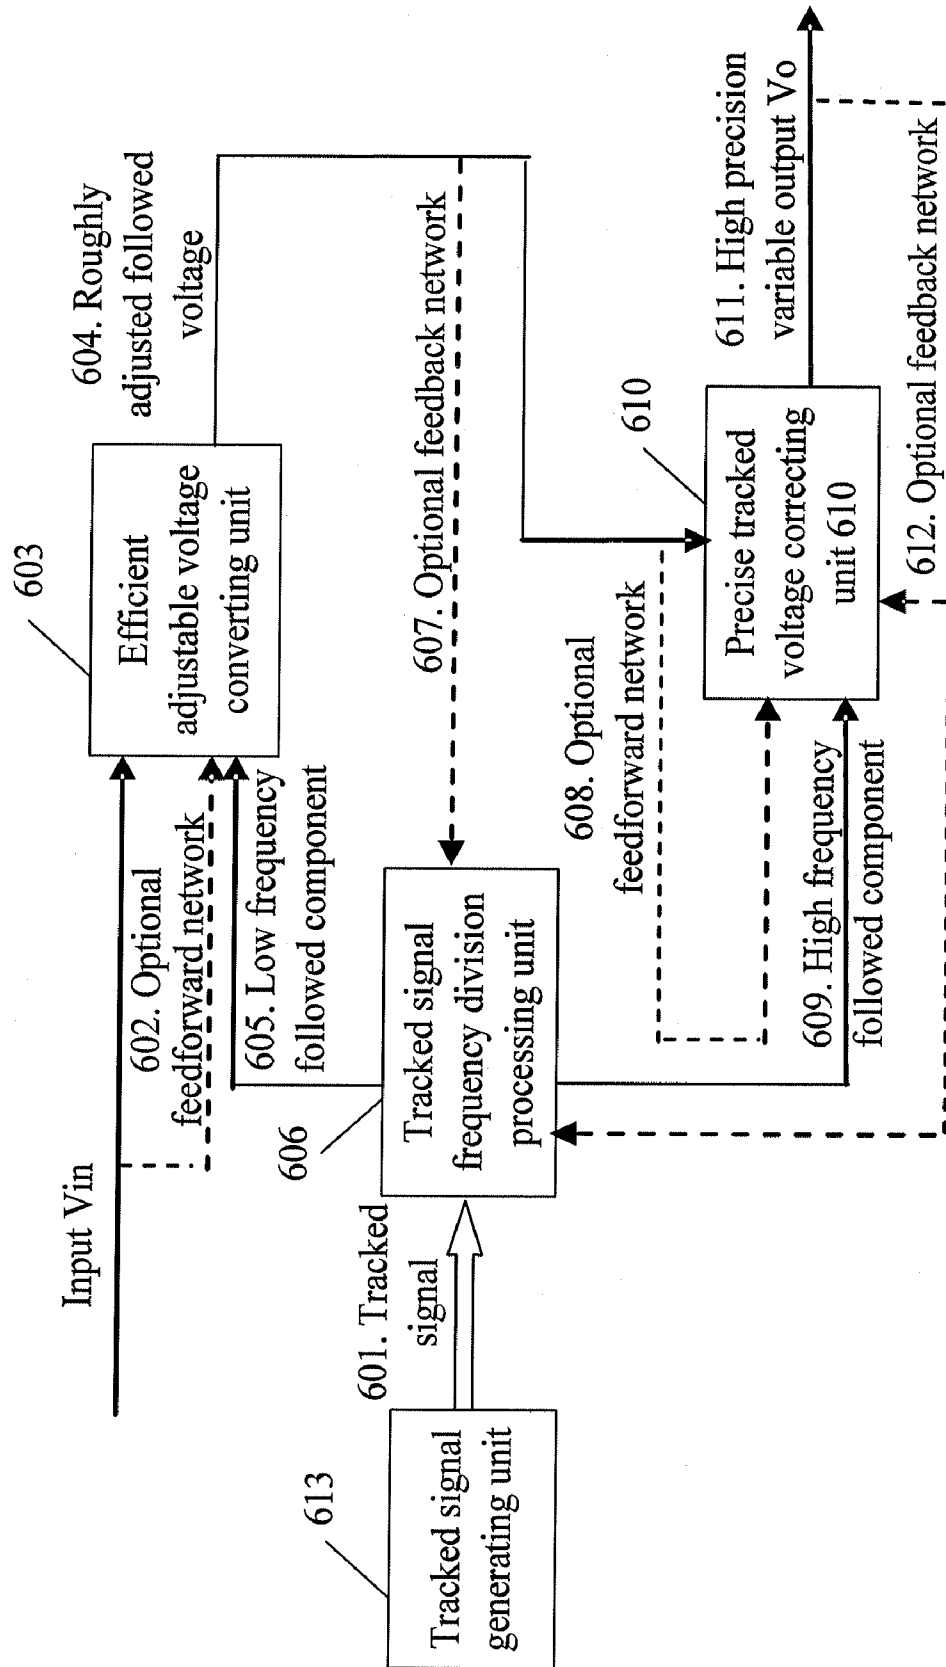 Input Vin
602. Optional
feedforward network
605. Low frequency
followed component
603
Efficient
adjustable voltage
converting unit
604. Roughly
adjusted followed
voltage
607. Optional feedback network
613
Tracked signal
generating unit
601. Tracked
signal
606
Tracked signal
frequency division
processing unit
608. Optional
feedforward network
609. High frequency
followed component
610
Precise tracked
voltage correcting
unit 610
611. High precision
variable output Vo
612. Optional feedback network